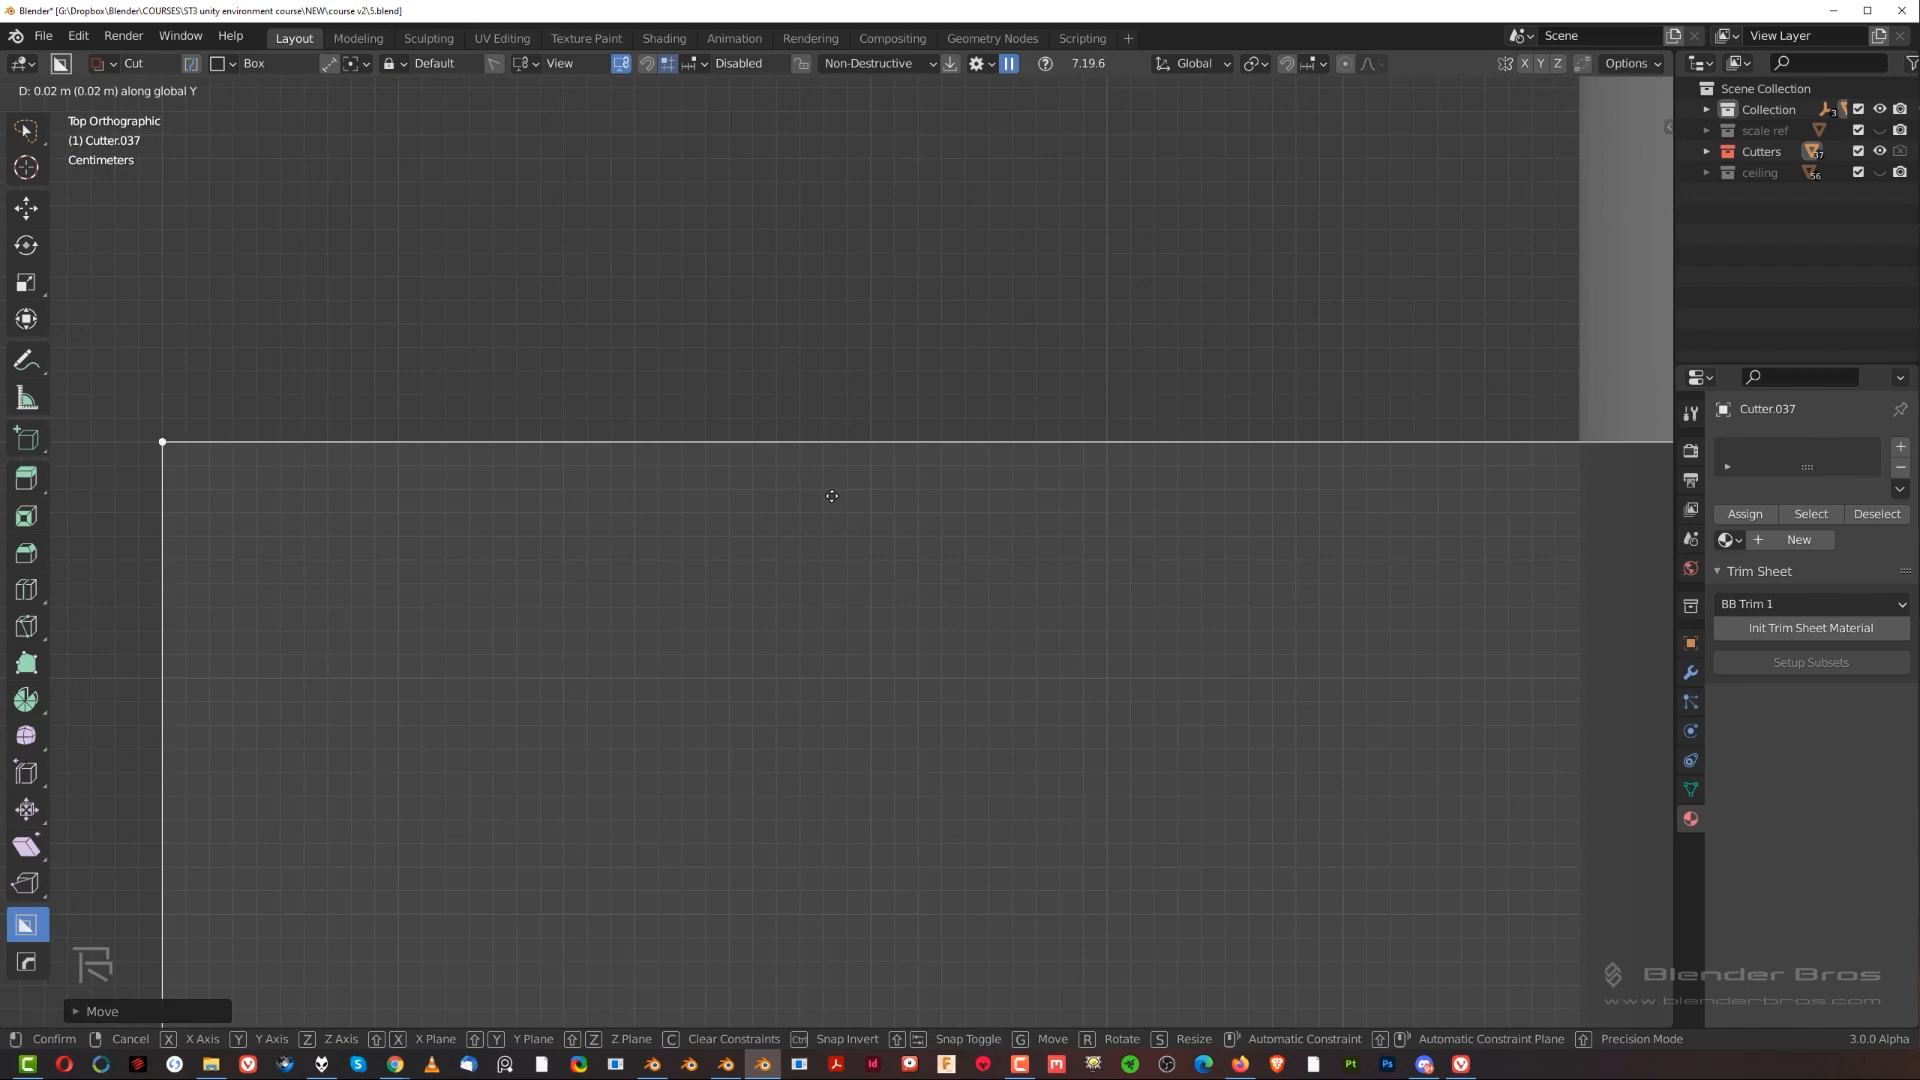 Blender* [G:\Dropbox\Blender\COURSES\ST3 unity environment course\NEW\course v2\5.blend]
File Edit Render Window Help
Layout Modeling Sculpting UV Editing Texture Paint Shading Animation Rendering Compositing Geometry Nodes Scripting +
Scene
View Layer
Cut Box Default View Disabled Non-Destructive 7.19.6 Global X Y Z Options
D: 0.02 m (0.02 m) along global Y
Top Orthographic
(1) Cutter.037
Centimeters
Scene Collection
Collection 3
scale ref
Cutters 37
ceiling 56
Cutter.037
Assign Select Deselect
New
Trim Sheet
BB Trim 1
Init Trim Sheet Material
Setup Subsets
Blender Bros
www.blenderbros.com
Move
Confirm Cancel X X Axis Y Y Axis Z Z Axis X X Plane Y Y Plane Z Z Plane C Clear Constraints Ctrl Snap Invert Snap Toggle G Move R Rotate S Resize Automatic Constraint Automatic Constraint Plane Precision Mode 3.0.0 Alpha